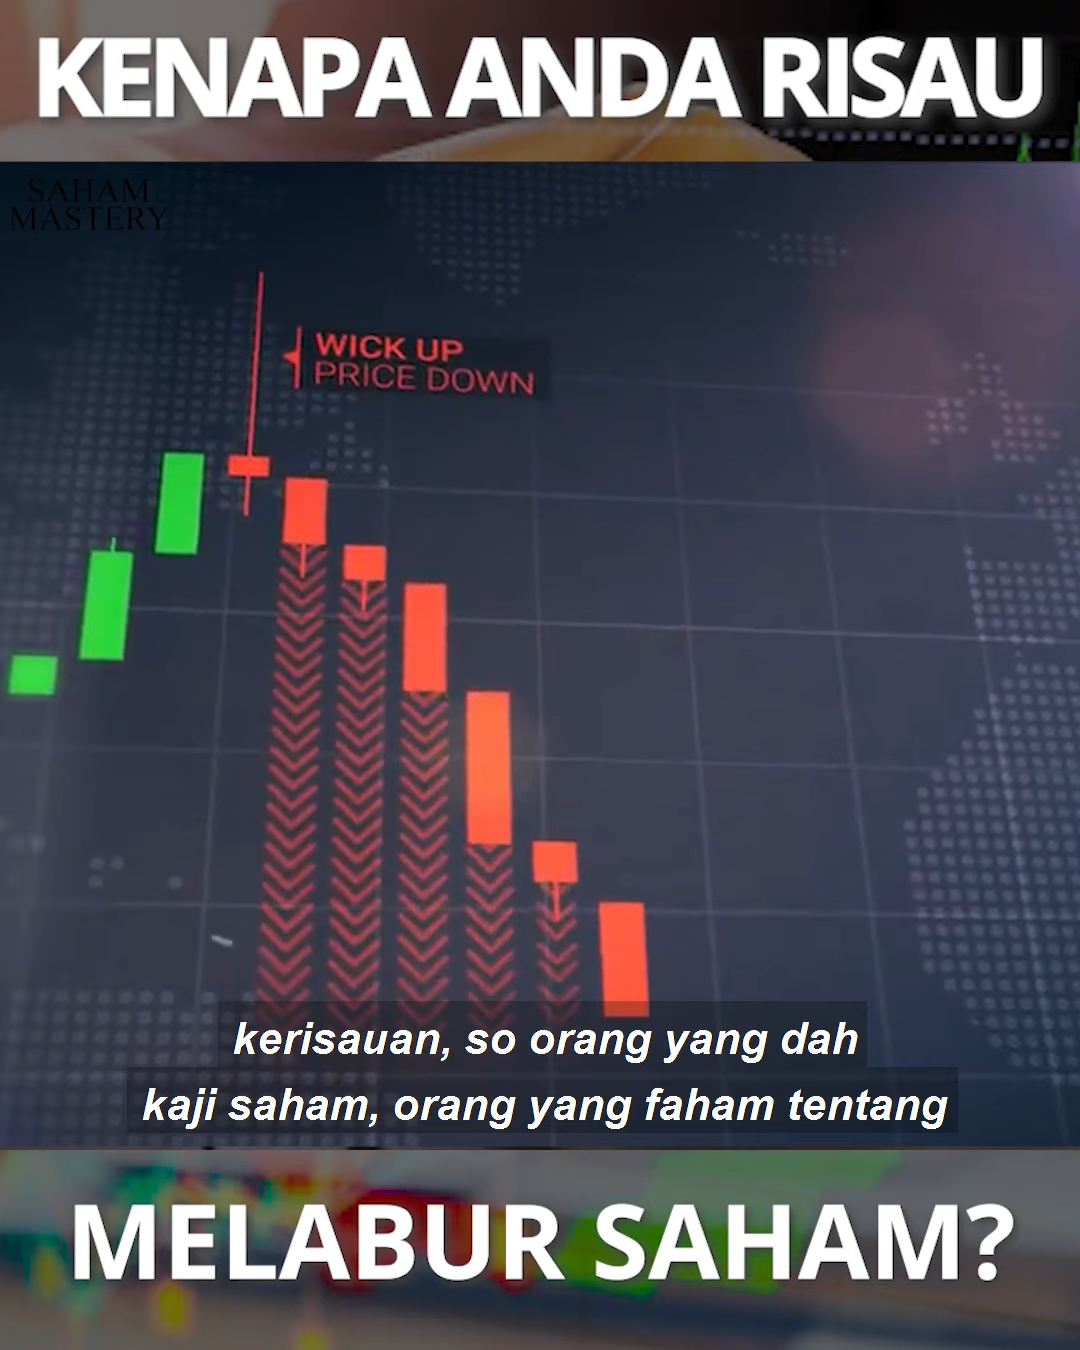 KENAPA ANDA RISAU
SAHAM
MASTERY
WICK UP
PRICE DOWN
kerisauan, so orang yang dah
kaji saham, orang yang faham tentang
MELABUR SAHAM?